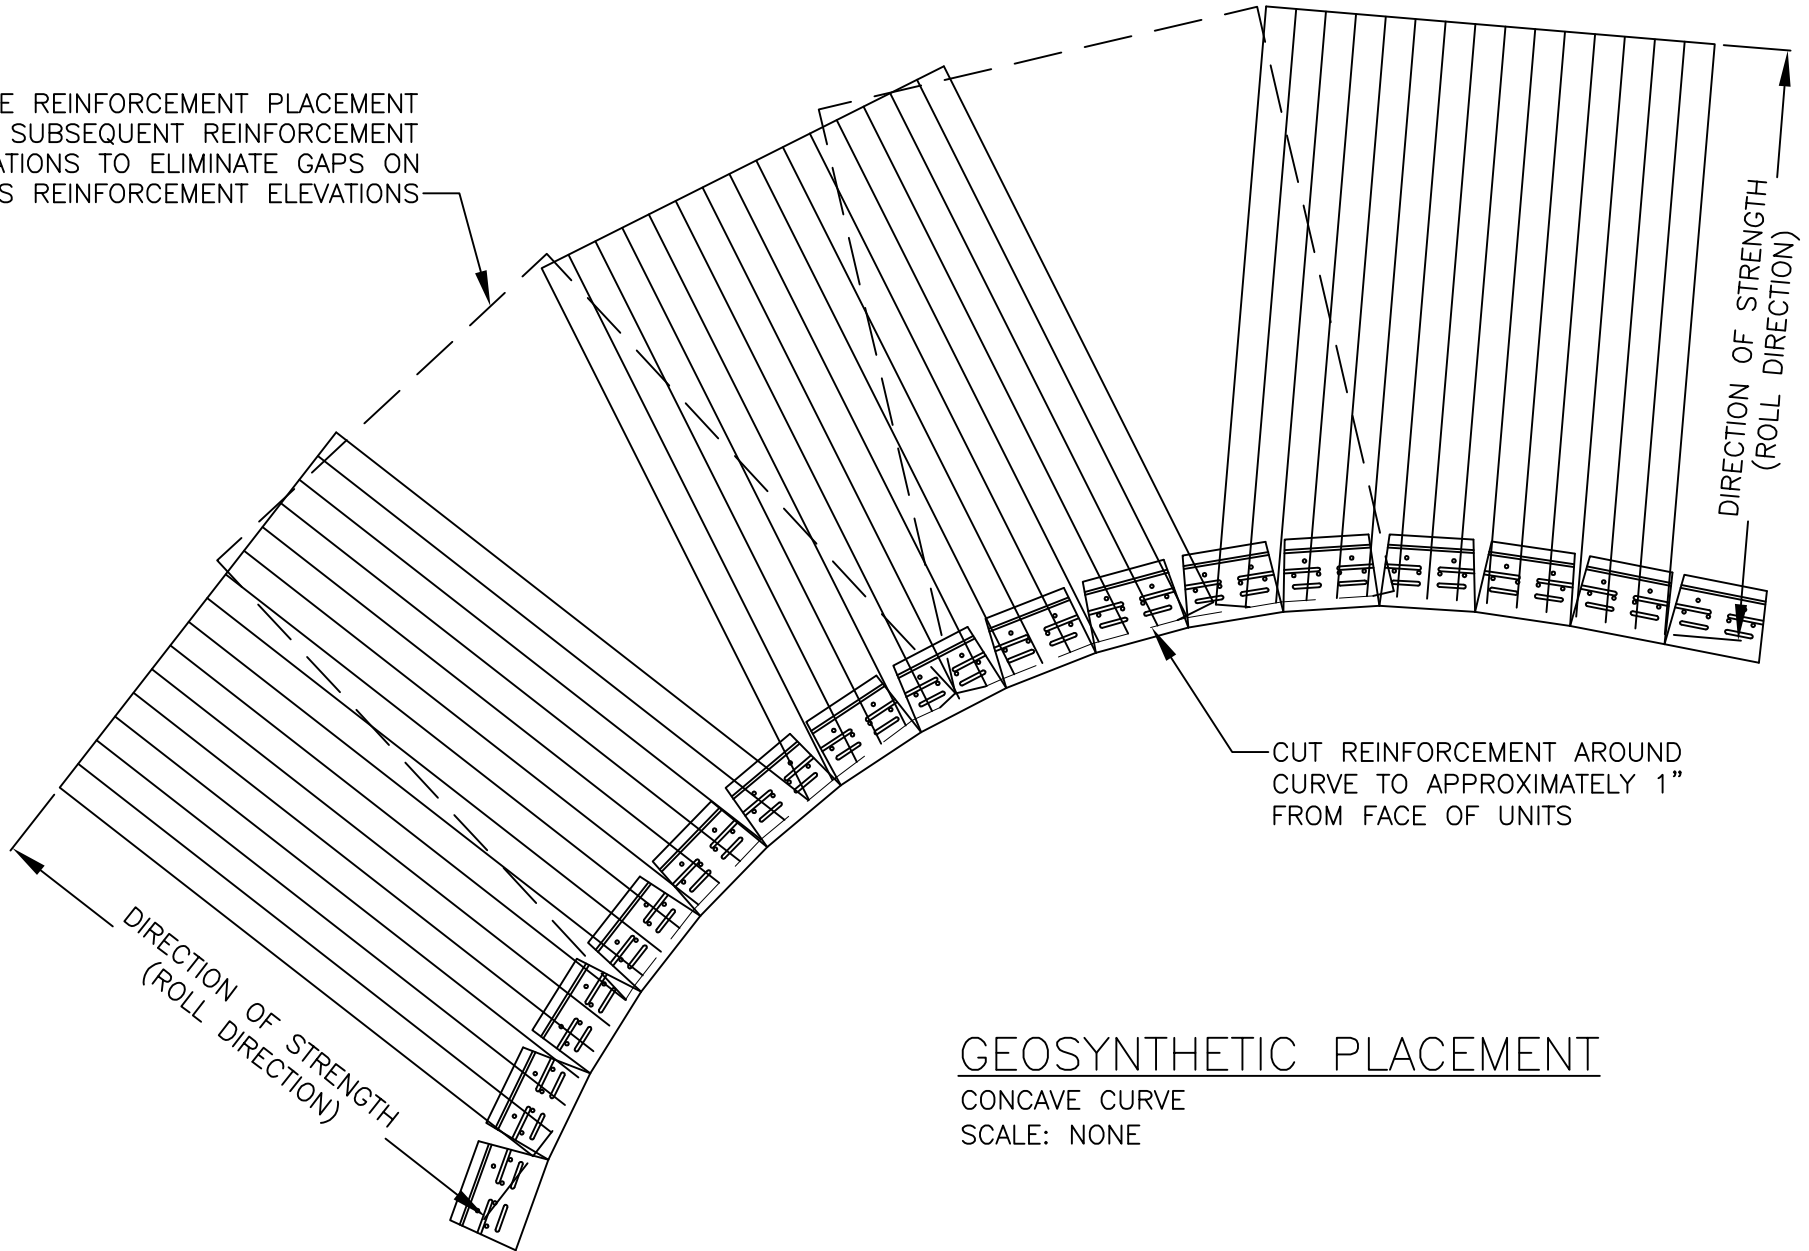 REINFORCEMENT PLACEMENT
SUBSEQUENT REINFORCEMENT
TO ELIMINATE GAPS ON
REINFORCEMENT ELEVATIONS
DIRECTION OF STRENGTH
(ROLL DIRECTION)
CUT REINFORCEMENT AROUND
CURVE TO APPROXIMATELY 1”
FROM FACE OF UNITS
DIRECTION OF STRENGTH
(ROLL DIRECTION)
GEOSYNTHETIC PLACEMENT
CONCAVE CURVE
SCALE: NONE